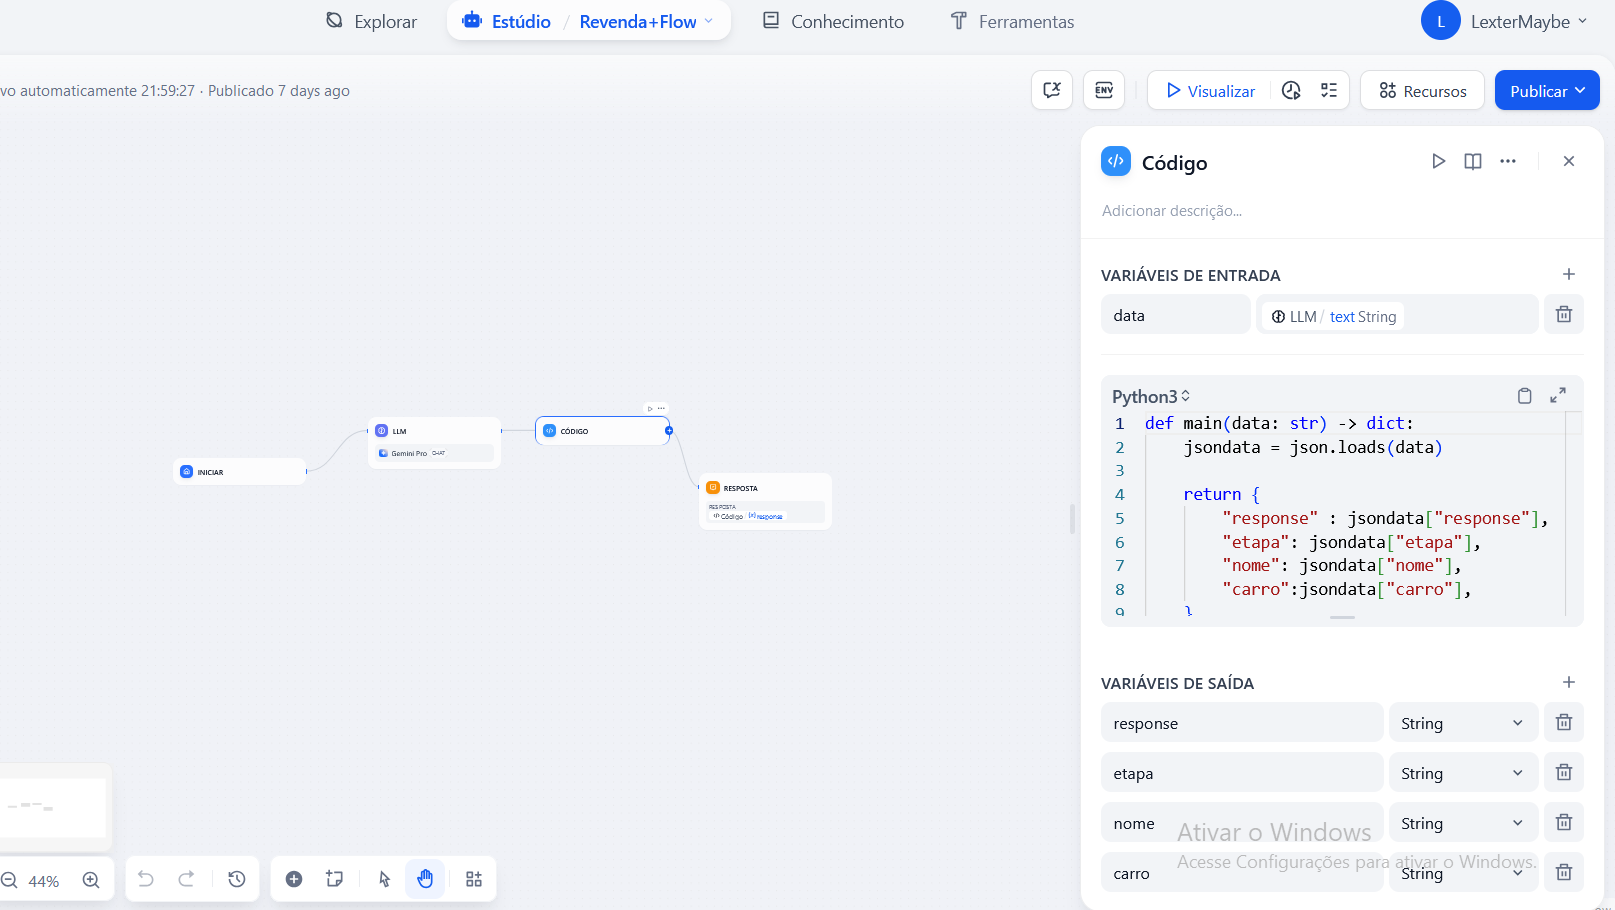 Explorar
Estúdio / Revenda+Flow
Conhecimento
Ferramentas
L LexterMaybe
vo automaticamente 21:59:27 · Publicado 7 days ago
ENV
Visualizar
Recursos
Publicar
Código
Adicionar descrição...
VARIÁVEIS DE ENTRADA
data
LLM / text String
Python3
1 def main(data: str) -> dict:
2     jsondata = json.loads(data)
3
4     return {
5         "response" : jsondata["response"],
6         "etapa": jsondata["etapa"],
7         "nome": jsondata["nome"],
8         "carro":jsondata["carro"],
9     }
VARIÁVEIS DE SAÍDA
response String
etapa String
nome String
carro String
INICIAR
LLM
Gemini Pro CHAT
CÓDIGO
RESPOSTA
RESPOSTA
Código {x} response
44%
Ativar o Windows
Acesse Configurações para ativar o Windows.